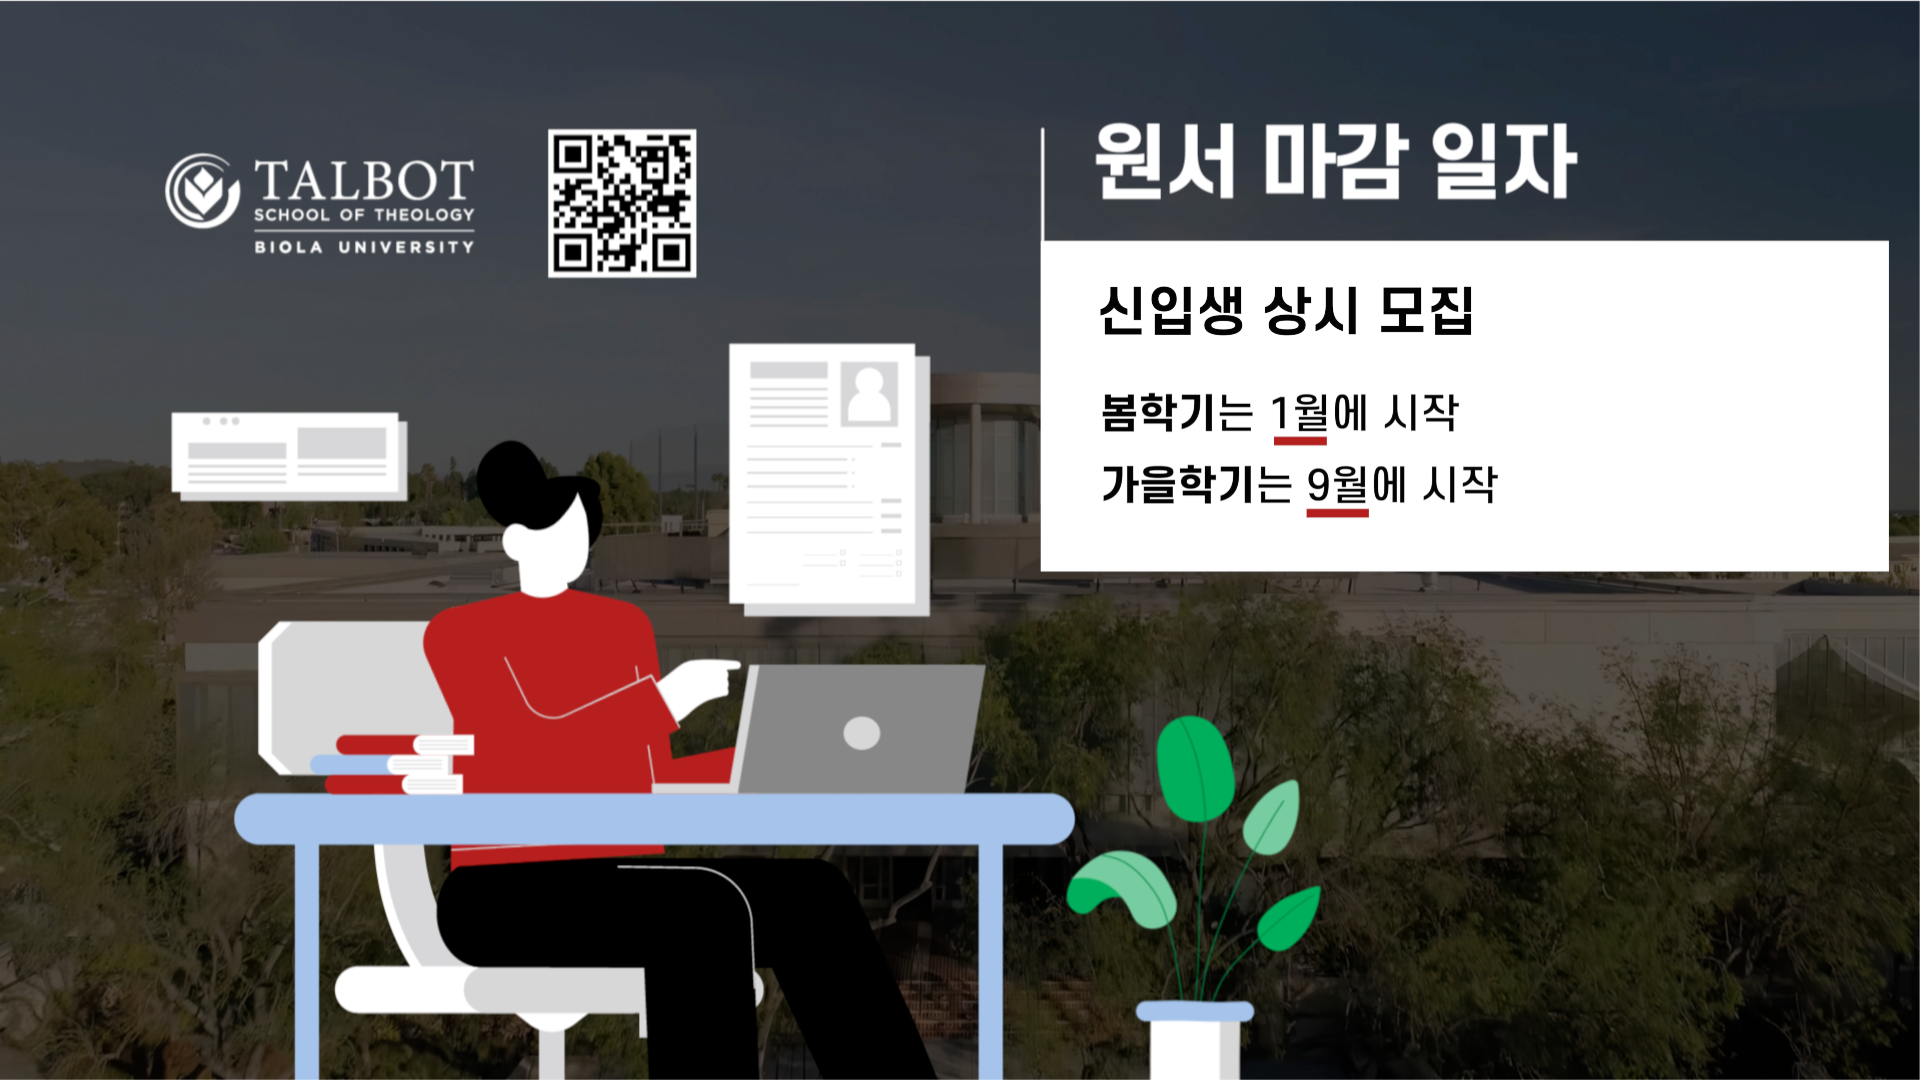 TALBOT
SCHOOL OF THEOLOGY
BIOLA UNIVERSITY
원서 마감 일자
신입생 상시 모집
봄학기는 1월에 시작
가을학기는 9월에 시작